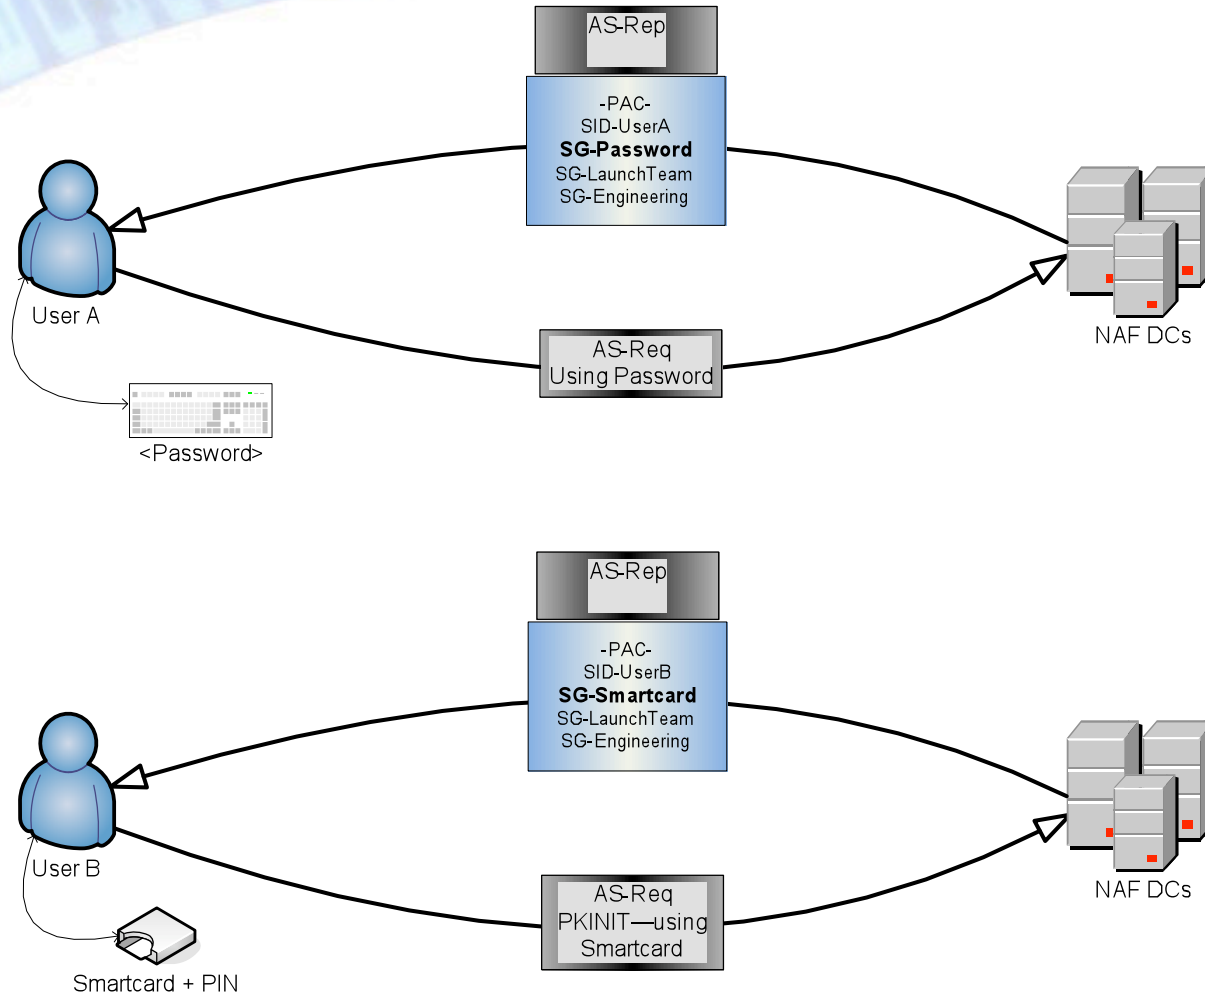 AS-Rep
-PAC-
SID-UserA
SG-Password
SG-LaunchTeam
SG-Engineering
User A
NAF DCs
AS-Req
Using Password
<Password>
AS-Rep
-PAC-
SID-UserB
SG-Smartcard
SG-LaunchTeam
SG-Engineering
User B
NAF DCs
AS-Req
PKINIT—using
Smartcard
Smartcard + PIN